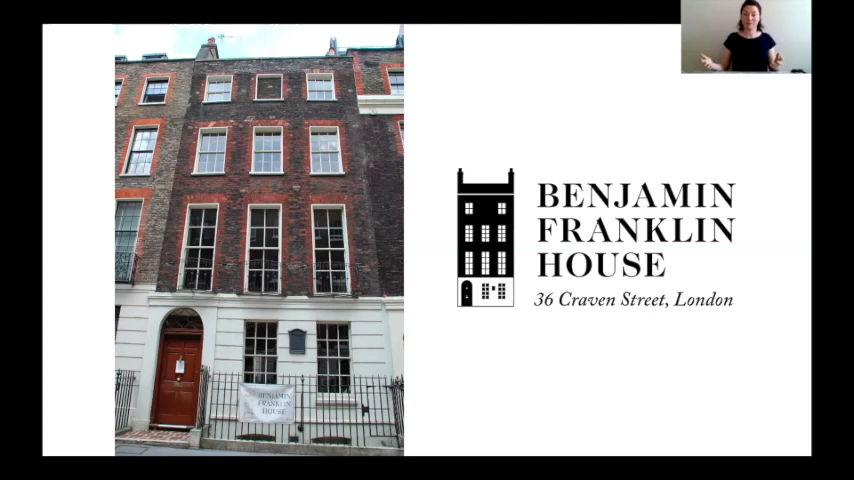 BENJAMIN
FRANKLIN
HOUSE
BENJAMIN
FRANKLIN
HOUSE
36 Craven Street, London